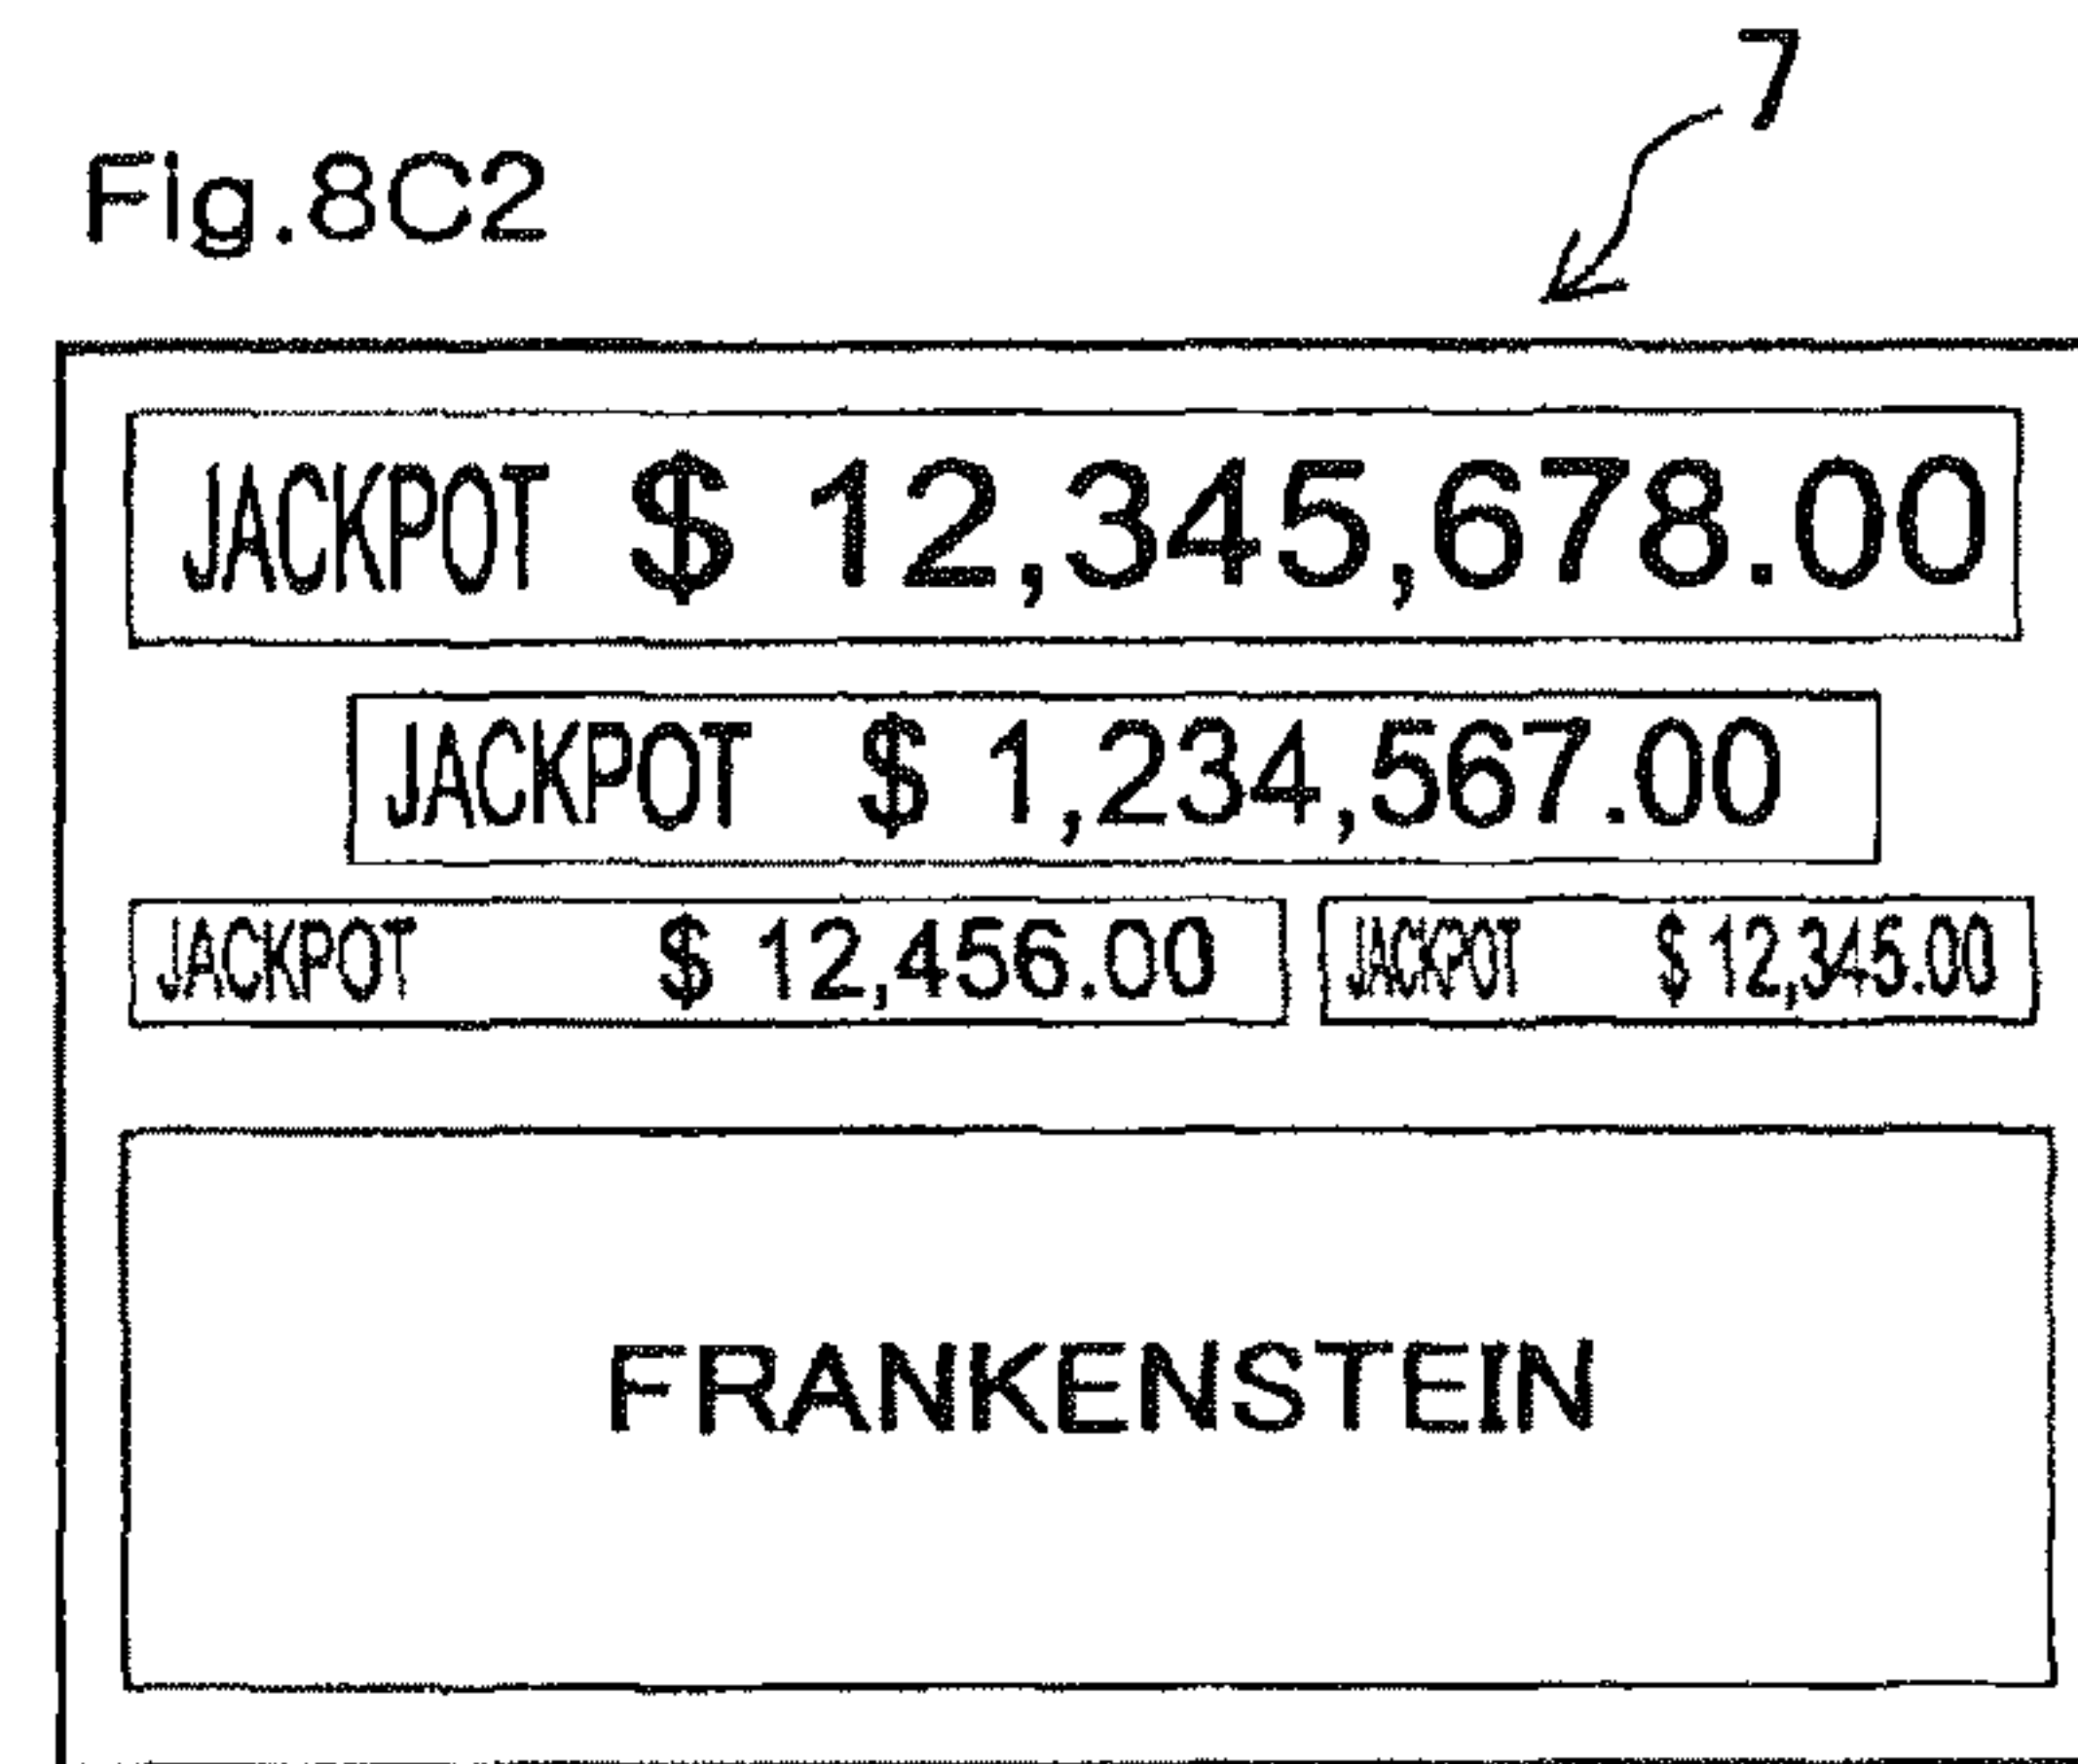 7
Fig.8C2
JACKPOT $ 12,345,678.00
JACKPOT $ 1,234,567.00
JACKPOT $ 12,456.00 JACKPOT $ 12,345.00
FRANKENSTEIN